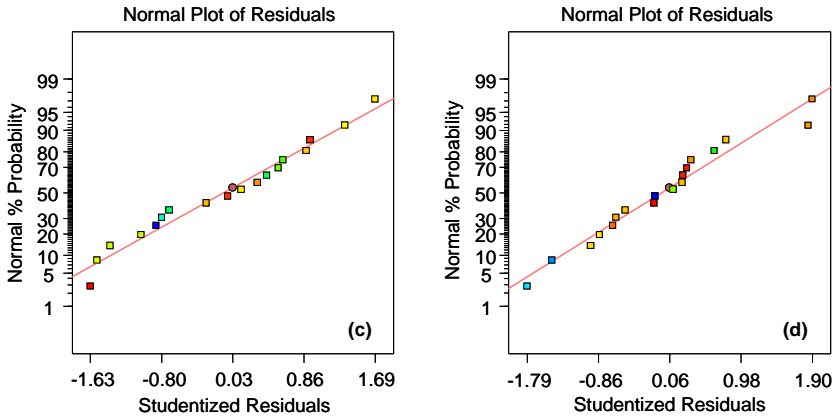 Normal Plot of Residuals
Normal % Probability
99
95
90
80
70
50
30
20
10
5
1
(c)
-1.63 -0.80 0.03 0.86 1.69
Studentized Residuals
Normal Plot of Residuals
Normal % Probability
99
95
90
80
70
50
30
20
10
5
1
(d)
-1.79 -0.86 0.06 0.98 1.90
Studentized Residuals